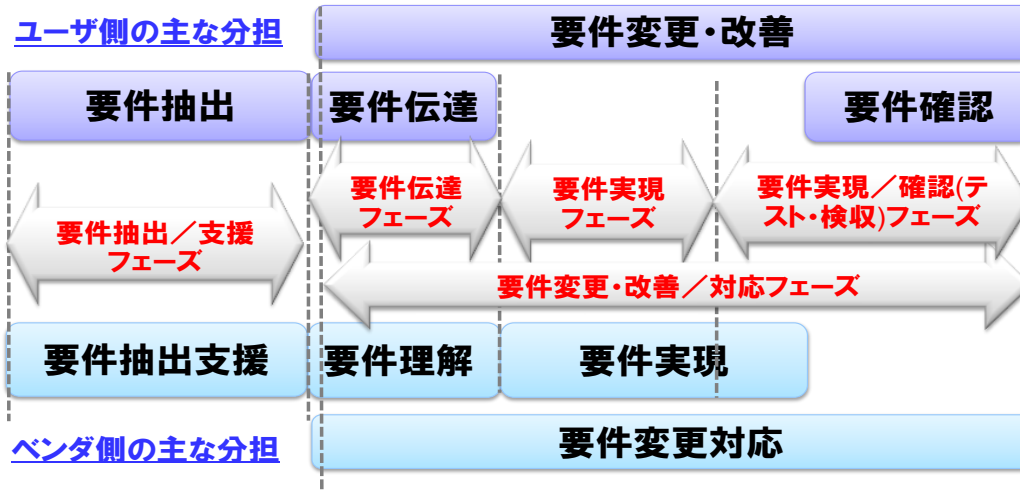 ユーザ側の主な分担
要件変更・改善
要件抽出
要件伝達
要件確認
要件抽出／支援
フェーズ
要件伝達
フェーズ
要件実現
フェーズ
要件実現／確認(テ
スト・検収)フェーズ
要件変更・改善／対応フェーズ
要件抽出支援
要件理解
要件実現
ベンダ側の主な分担
要件変更対応